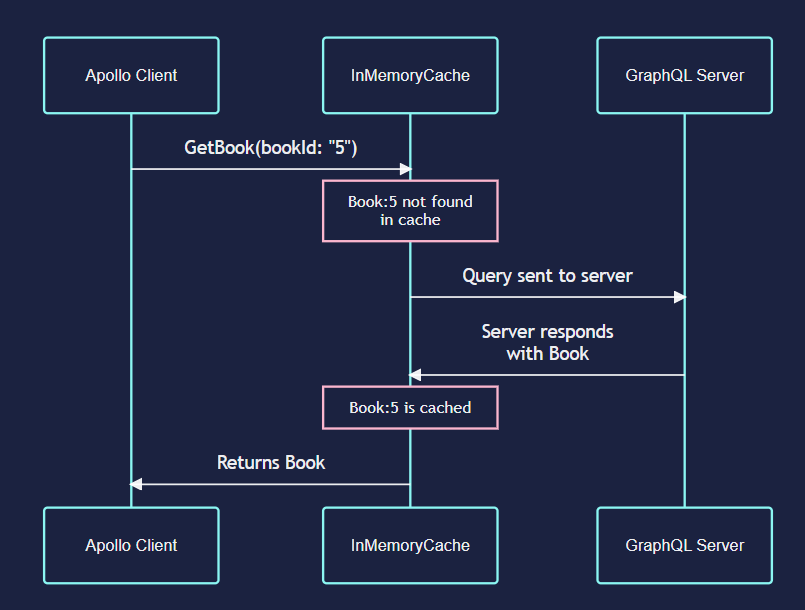 Apollo Client
InMemoryCache
GraphQL Server
GetBook(bookId: "5")
Book:5 not found
in cache
Query sent to server
Server responds
with Book
Book:5 is cached
Returns Book
Apollo Client
InMemoryCache
GraphQL Server